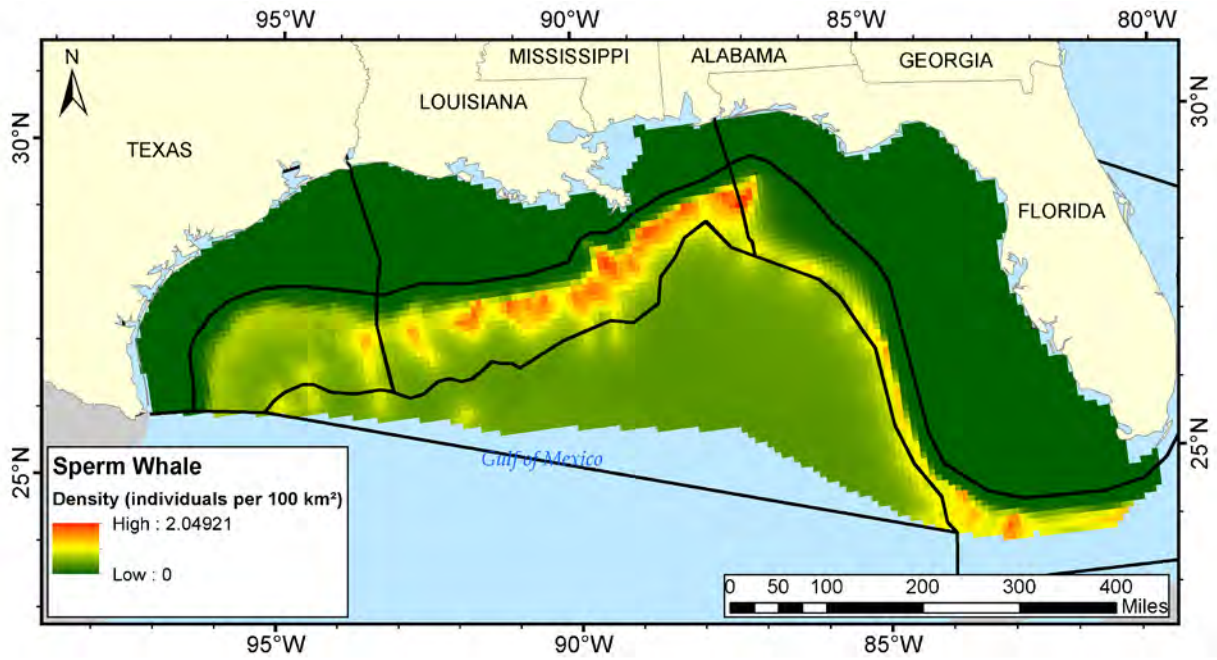 95°W 90°W 85°W 80°W
N
MISSISSIPPI ALABAMA GEORGIA
LOUISIANA
TEXAS
FLORIDA
30°N 30°N
25°N 25°N
Gulf of Mexico
Sperm Whale
Density (individuals per 100 km²)
High : 2.04921
Low : 0
0 50 100 200 300 400
Miles
95°W 90°W 85°W